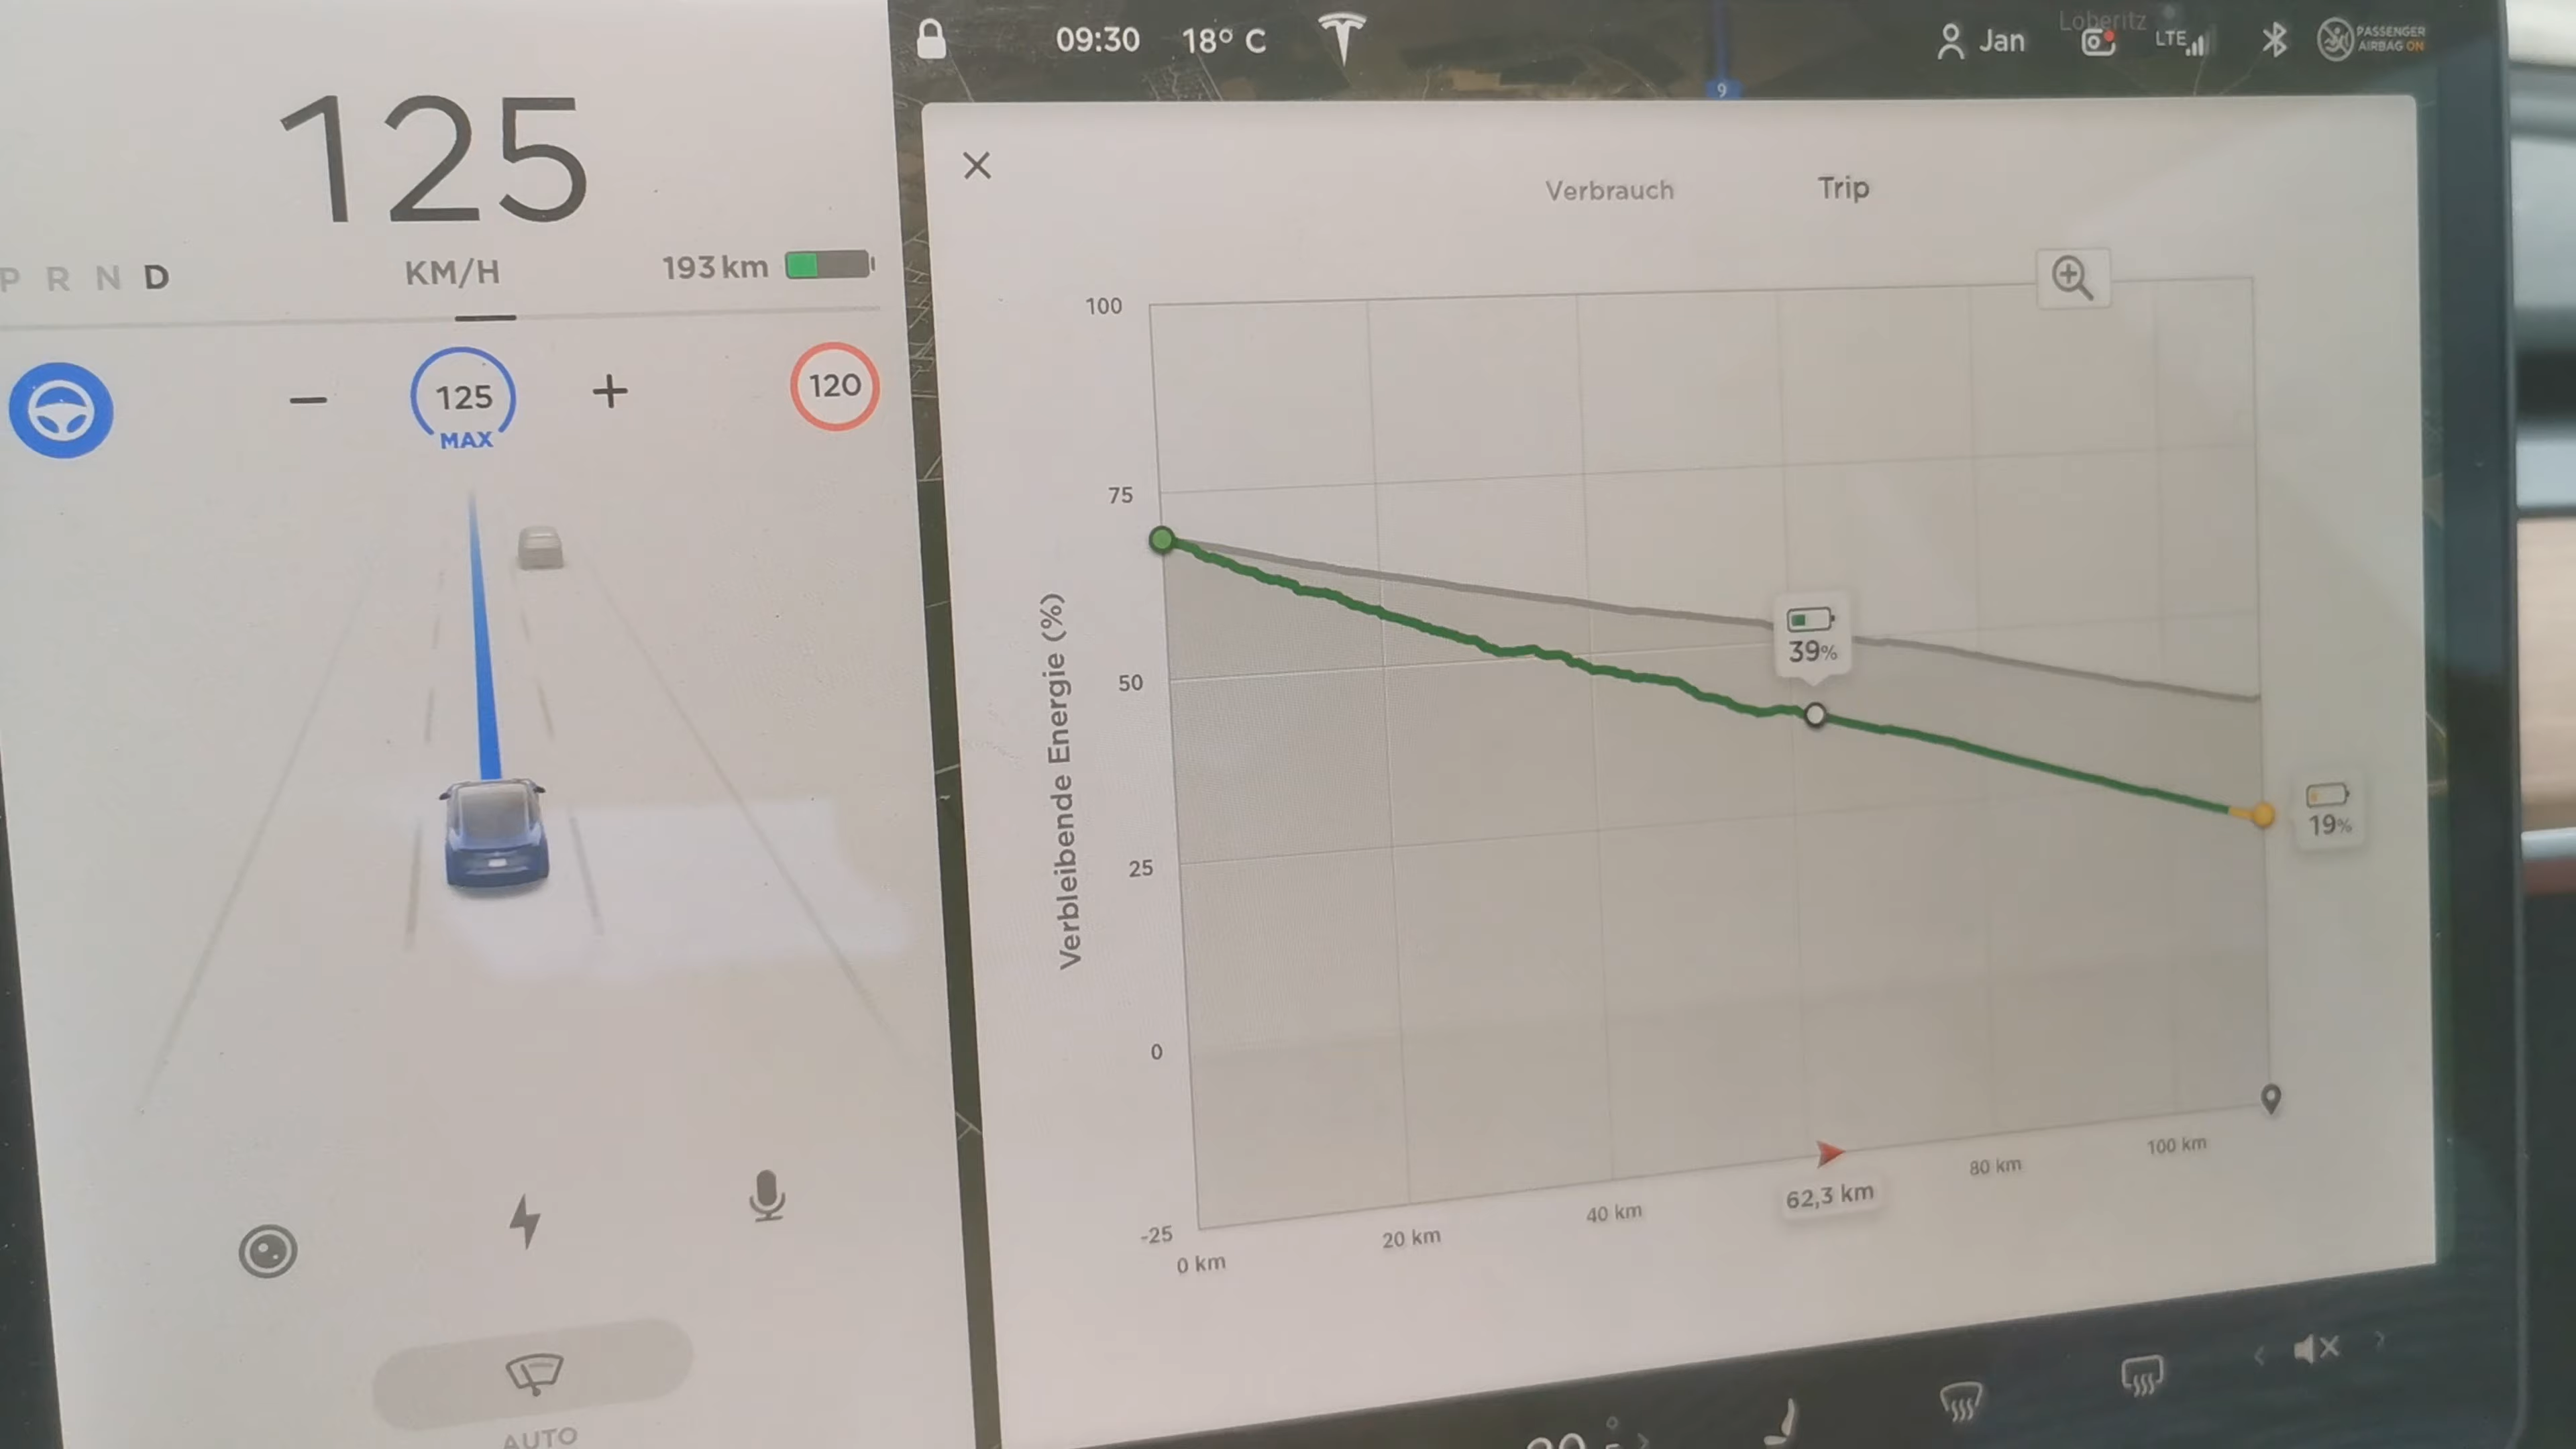 Löberitz
09:30 18° C
Jan
LTE
PASSENGER
AIRBAG ON
9
125
P R N D
KM/H
193 km
125
MAX
120
Verbrauch
Trip
100
75
50
25
0
-25
Verbleibende Energie (%)
39%
19%
0 km
20 km
40 km
62,3 km
80 km
100 km
AUTO